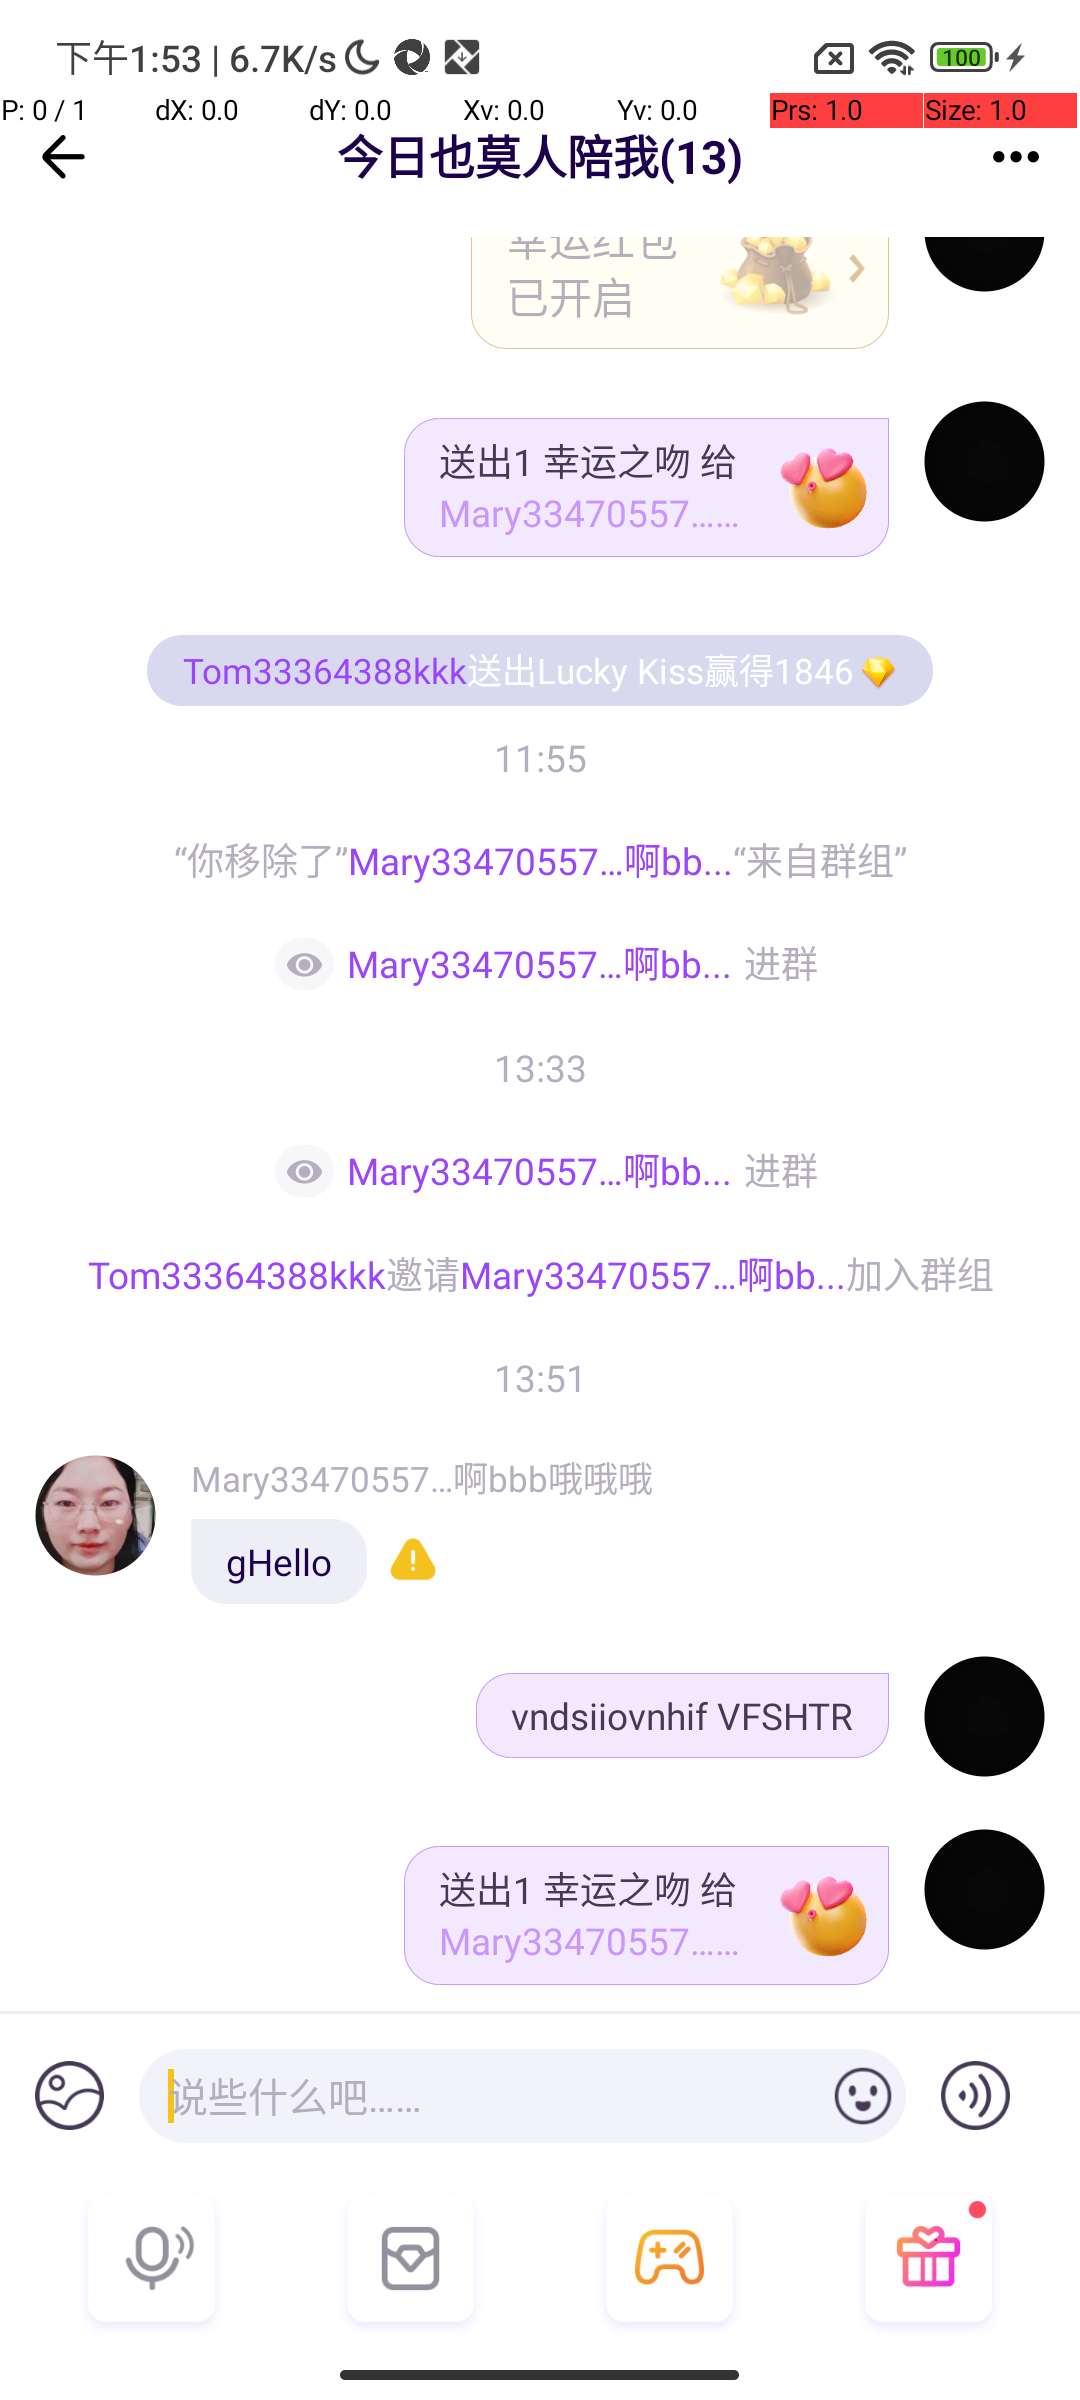 下午1:53 | 6.7K/s
100
P: 0 / 1
dX: 0.0
dY: 0.0
Xv: 0.0
Yv: 0.0
Prs: 1.0
Size: 1.0
今日也莫人陪我(13)
幸运红包
已开启
送出1 幸运之吻 给
Mary33470557……
Tom33364388kkk送出Lucky Kiss赢得1846
11:55
“你移除了”Mary33470557...啊bb...“来自群组”
Mary33470557...啊bb... 进群
13:33
Mary33470557...啊bb... 进群
Tom33364388kkk邀请Mary33470557...啊bb...加入群组
13:51
Mary33470557...啊bbb哦哦哦
gHello
vndsiiovnhif VFSHTR
送出1 幸运之吻 给
Mary33470557……
说些什么吧……